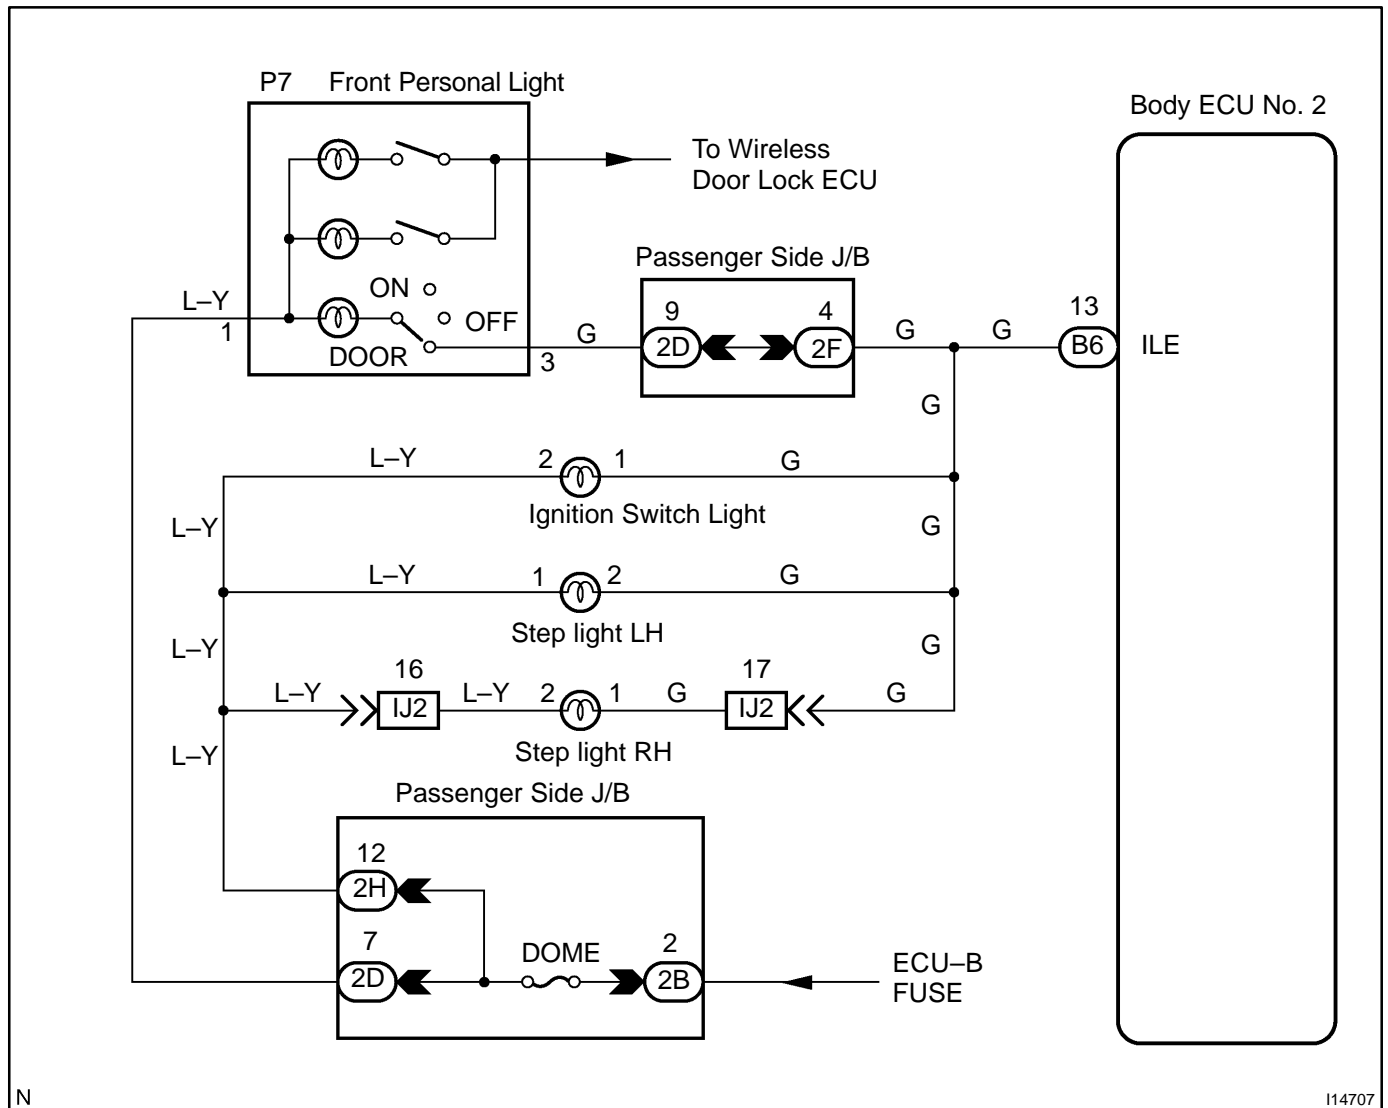 P7 Front Personal Light
Body ECU No. 2
To Wireless
Door Lock ECU
Passenger Side J/B
L–Y
1
ON
OFF
DOOR
3
G
9
2D
4
2F
G
G
13
B6
ILE
G
L–Y
2
1
G
Ignition Switch Light
L–Y
G
L–Y
1
2
G
Step light LH
L–Y
G
L–Y
16
IJ2
L–Y
2
1
G
17
IJ2
G
Step light RH
L–Y
Passenger Side J/B
12
2H
7
2D
DOME
2
2B
ECU–B
FUSE
N
I14707